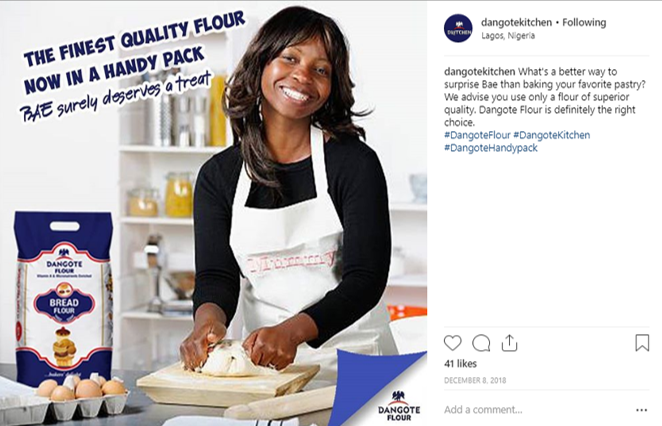 THE FINEST QUALITY FLOUR
NOW IN A HANDY PACK
BAE surely deserves a treat
DANGOTE
FLOUR
BREAD
FLOUR
Mommy
DANGOTE
FLOUR
dangotekitchen • Following
Lagos, Nigeria
dangotekitchen What's a better way to
surprise Bae than baking your favorite pastry?
We advise you use only a flour of superior
quality. Dangote Flour is definitely the right
choice.
#DangoteFlour #DangoteKitchen
#DangoteHandypack
41 likes
DECEMBER 8, 2018
Add a comment...